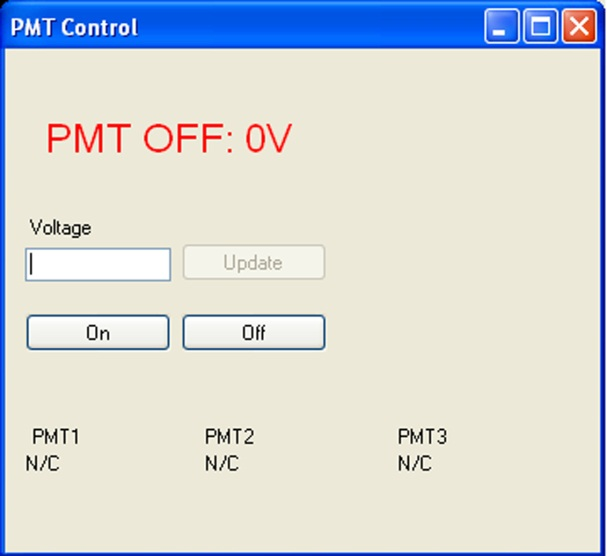 PMT Control
PMT OFF: 0V
Voltage
Update
On Off
PMT1 PMT2 PMT3
N/C N/C N/C